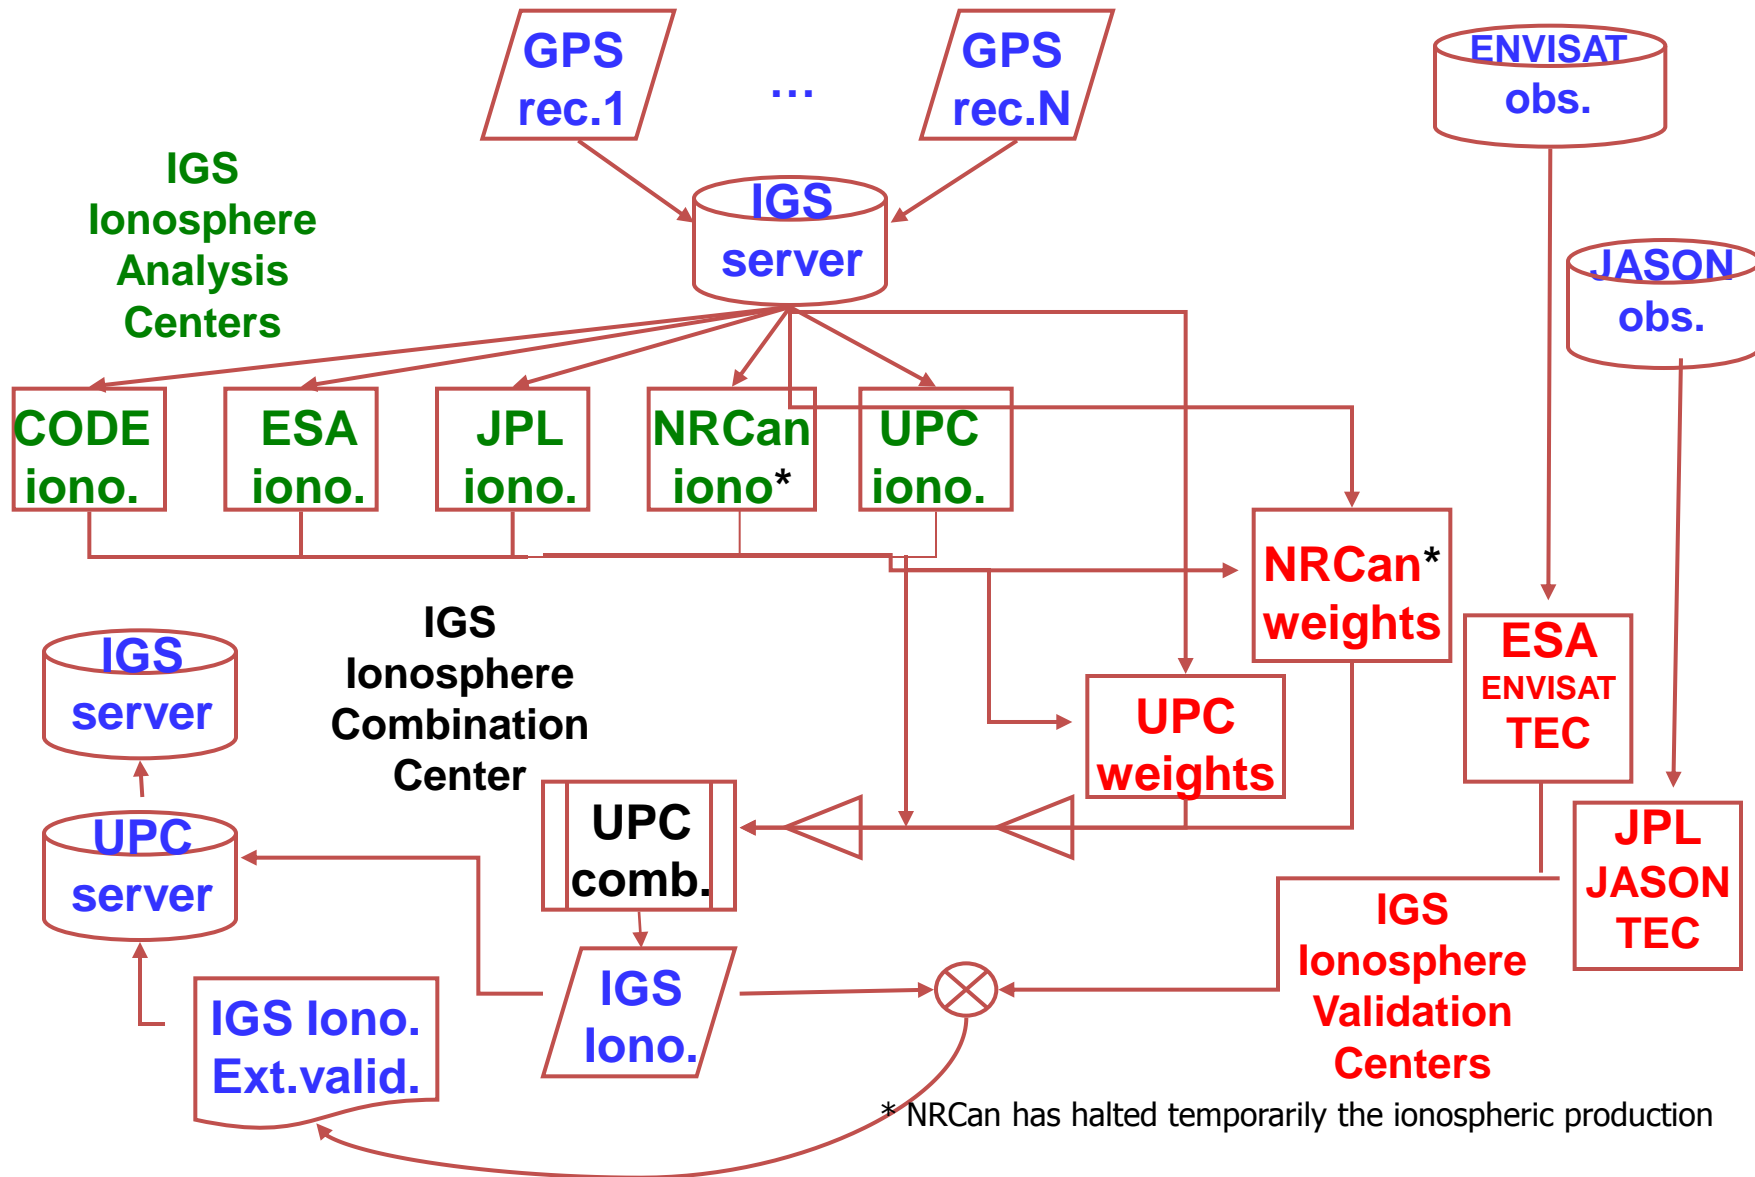 GPS
rec.1
...
GPS
rec.N
ENVISAT
obs.
IGS
Ionosphere
Analysis
Centers
IGS
server
JASON
obs.
CODE
iono.
ESA
iono.
JPL
iono.
NRCan
iono*
UPC
iono.
NRCan*
weights
IGS
Ionosphere
Combination
Center
IGS
server
ESA
ENVISAT
TEC
UPC
weights
UPC
server
UPC
comb.
JPL
JASON
TEC
IGS
Ionosphere
Validation
Centers
IGS Iono.
Ext.valid.
IGS
Iono.
* NRCan has halted temporarily the ionospheric production